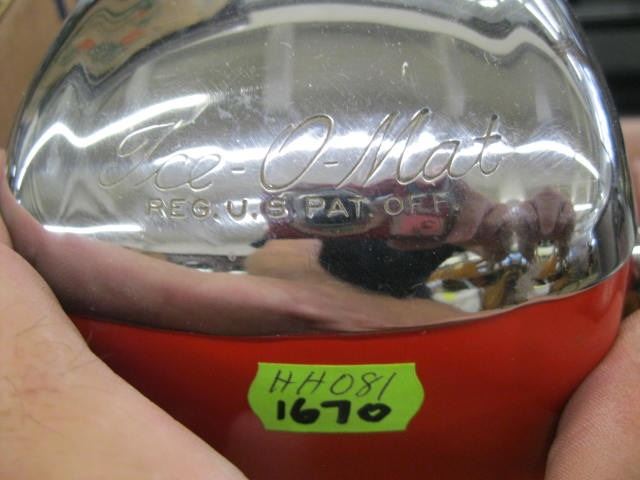 Ice-O-Mat
REG. U.S. PAT. OFF.
HH081
1670